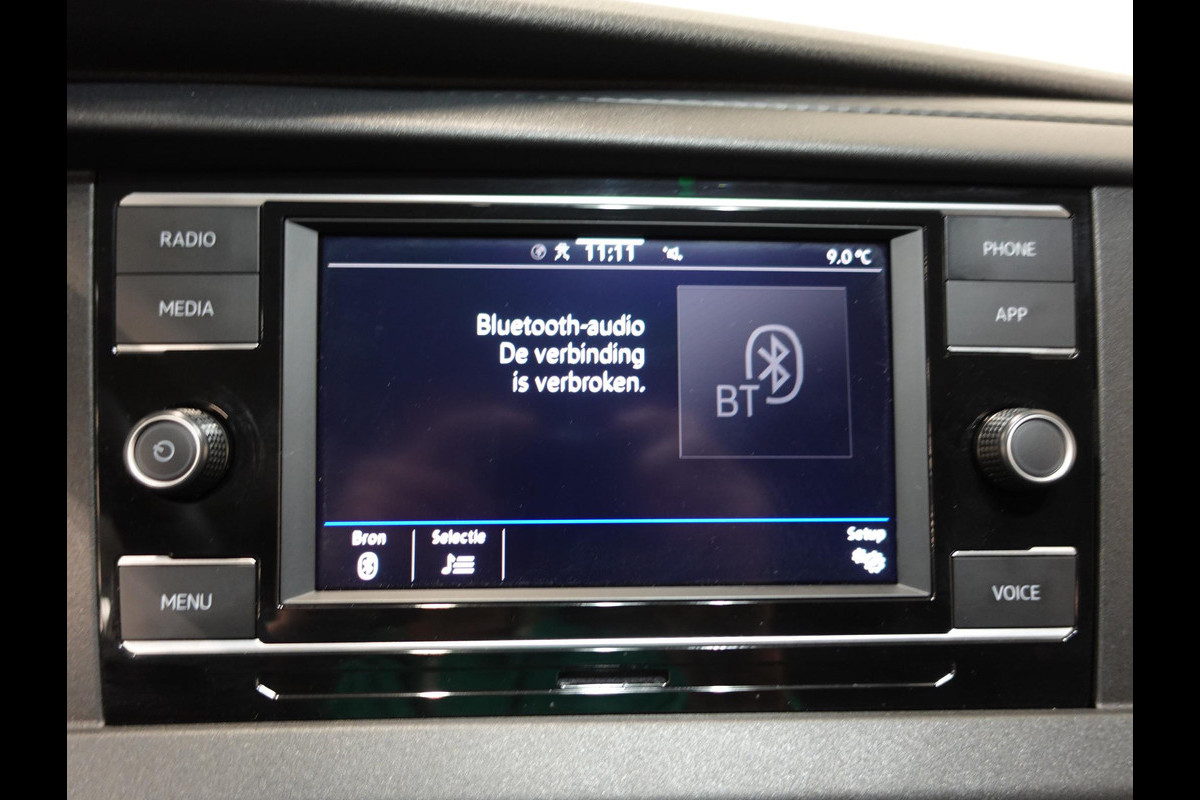 RADIO
MEDIA
MENU
PHONE
APP
VOICE
11:11
9.0°C
Bluetooth-audio
De verbinding
is verbroken.
BT
Bron
Selectie
Setup